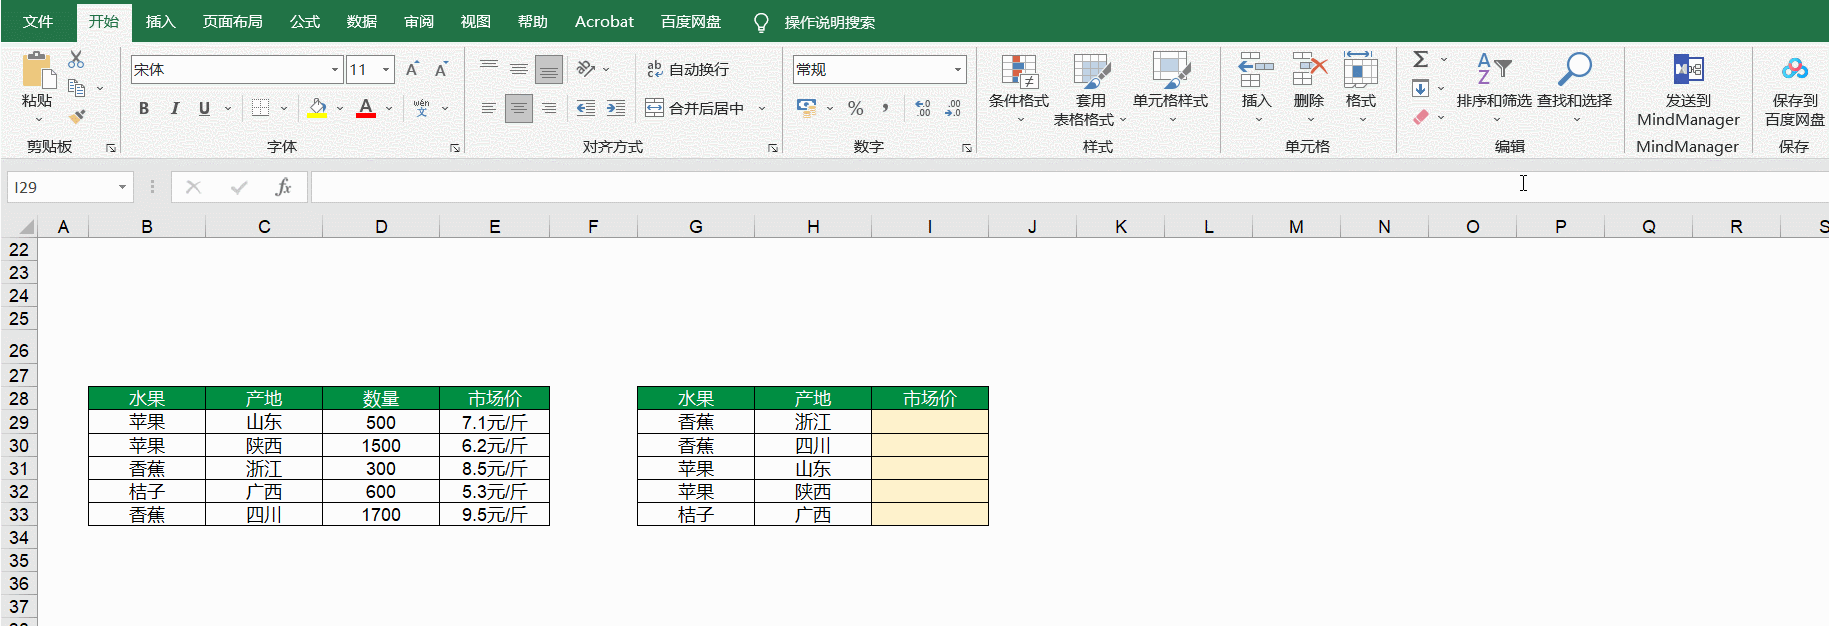 文件 开始 插入 页面布局 公式 数据 审阅 视图 帮助 Acrobat 百度网盘 操作说明搜索
宋体 11 ab 自动换行 常规
粘贴 B I U A wén 文 合并后居中 % , 条件格式 套用 表格格式 单元格样式 插入 删除 格式 Σ A Z 排序和筛选 查找和选择 发送到 MindManager 保存到 百度网盘
剪贴板 字体 对齐方式 数字 样式 单元格 编辑 MindManager 保存
I29 fx
A B C D E F G H I J K L M N O P Q R S
22
23
24
25
26
27
28 水果 产地 数量 市场价 水果 产地 市场价
29 苹果 山东 500 7.1元/斤 香蕉 浙江
30 苹果 陕西 1500 6.2元/斤 香蕉 四川
31 香蕉 浙江 300 8.5元/斤 苹果 山东
32 桔子 广西 600 5.3元/斤 苹果 陕西
33 香蕉 四川 1700 9.5元/斤 桔子 广西
34
35
36
37